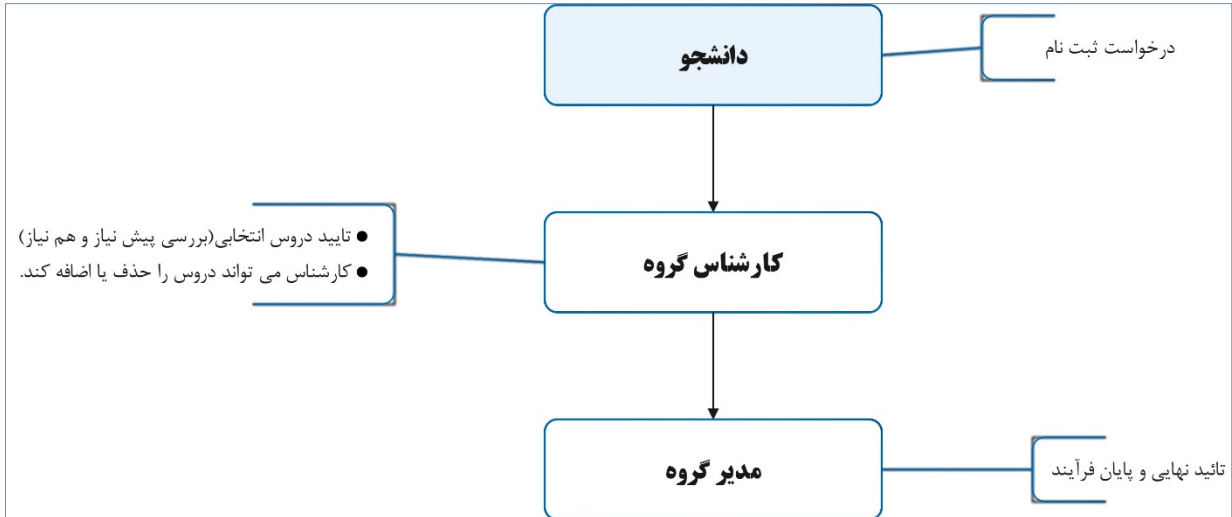 دانشجو
درخواست ثبت نام
کارشناس گروه
● تایید دروس انتخابی(بررسی پیش نیاز و هم نیاز)
● کارشناس می تواند دروس را حذف یا اضافه کند.
مدیر گروه
تائید نهایی و پایان فرآیند